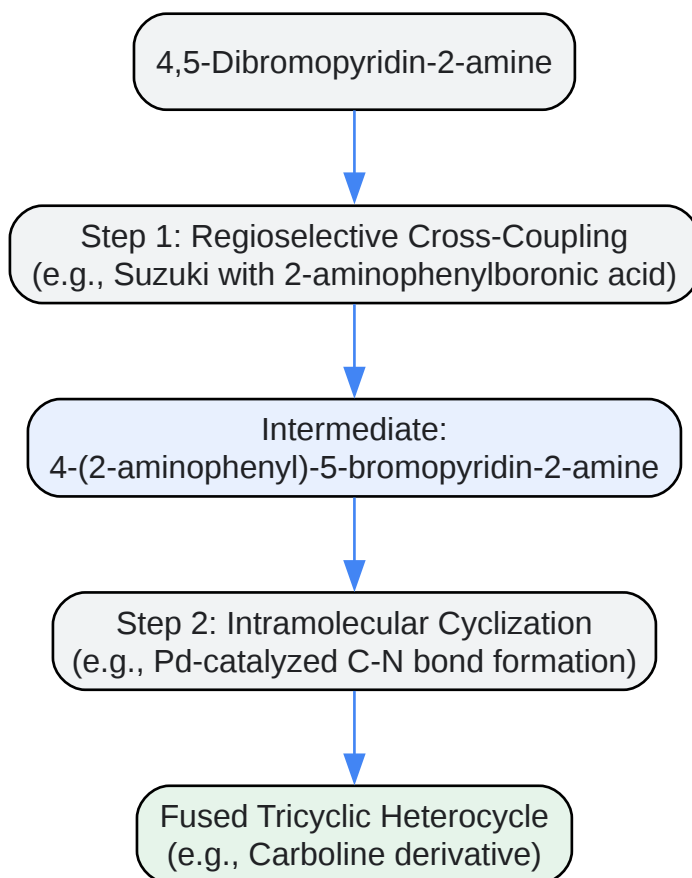 4,5-Dibromopyridin-2-amine
Step 1: Regioselective Cross-Coupling
(e.g., Suzuki with 2-aminophenylboronic acid)
Intermediate:
4-(2-aminophenyl)-5-bromopyridin-2-amine
Step 2: Intramolecular Cyclization
(e.g., Pd-catalyzed C-N bond formation)
Fused Tricyclic Heterocycle
(e.g., Carboline derivative)